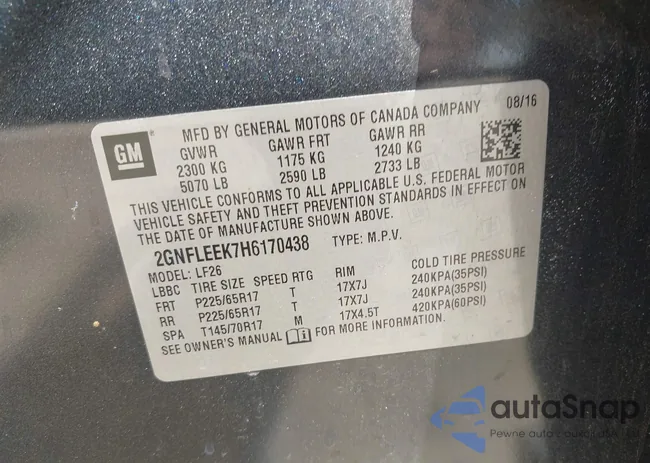 GM
MFD BY GENERAL MOTORS OF CANADA COMPANY 08/16
GVWR GAWR FRT GAWR RR
2300 KG 1175 KG 1240 KG
5070 LB 2590 LB 2733 LB
THIS VEHICLE CONFORMS TO ALL APPLICABLE U.S. FEDERAL MOTOR
VEHICLE SAFETY AND THEFT PREVENTION STANDARDS IN EFFECT ON
THE DATE OF MANUFACTURE SHOWN ABOVE.
2GNFLEEK7H6170438 TYPE: M.P.V.
MODEL: LF26
LBBC TIRE SIZE SPEED RTG RIM COLD TIRE PRESSURE
FRT P225/65R17 T 17X7J 240KPA(35PSI)
RR P225/65R17 T 17X7J 240KPA(35PSI)
SPA T145/70R17 M 17X4.5T 420KPA(60PSI)
SEE OWNER'S MANUAL FOR MORE INFORMATION
autoSnap
Pewne auto z aukcji